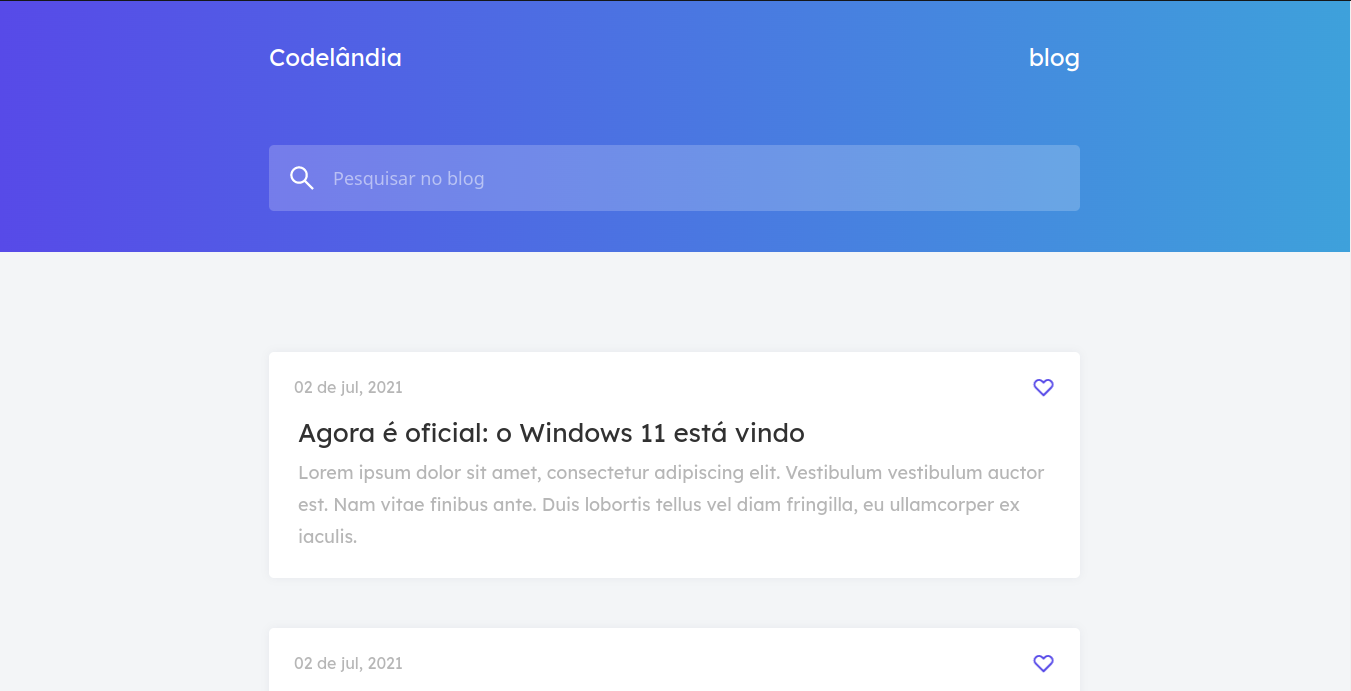 Codelândia
blog
Pesquisar no blog
02 de jul, 2021
Agora é oficial: o Windows 11 está vindo
Lorem ipsum dolor sit amet, consectetur adipiscing elit. Vestibulum vestibulum auctor
est. Nam vitae finibus ante. Duis lobortis tellus vel diam fringilla, eu ullamcorper ex
iaculis.
02 de jul, 2021